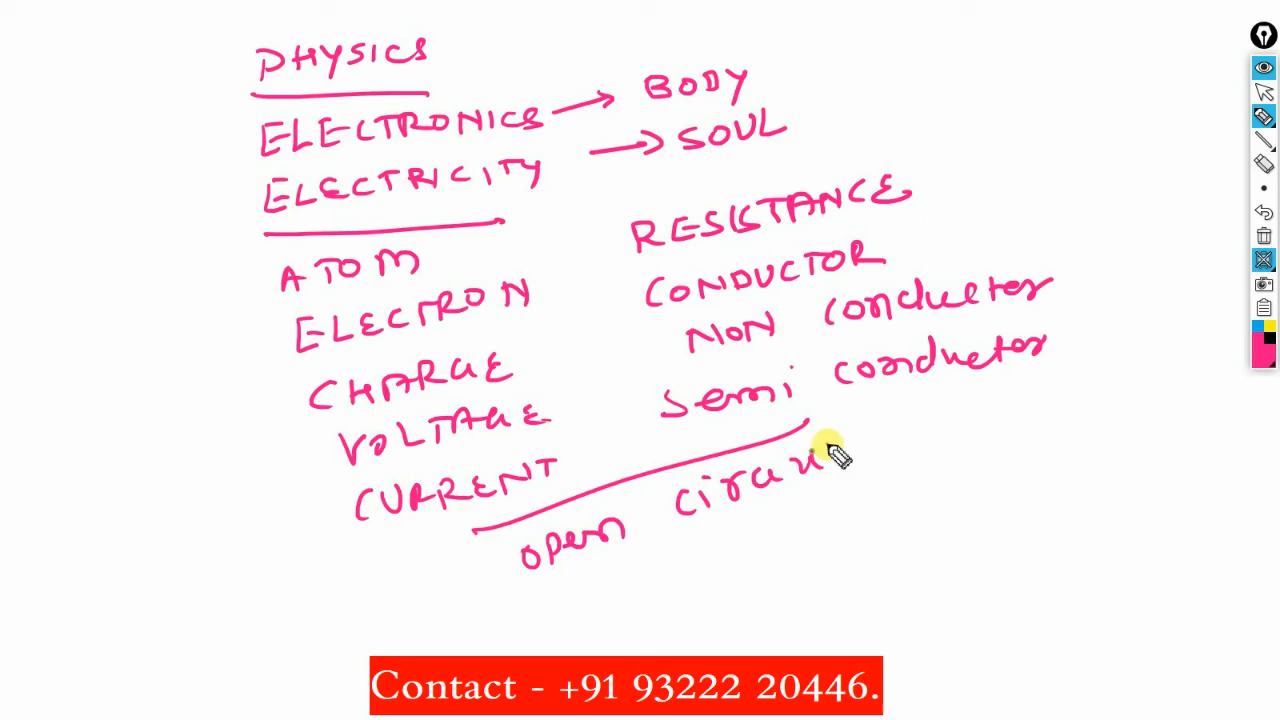 PHYSICS
ELECTRONICS → BODY
ELECTRICITY → SOUL
ATOM
ELECTRON
CHARGE
VOLTAGE
CURRENT
RESISTANCE
CONDUCTOR
NON conductor
semi conductor
open
Contact - +91 93222 20446.